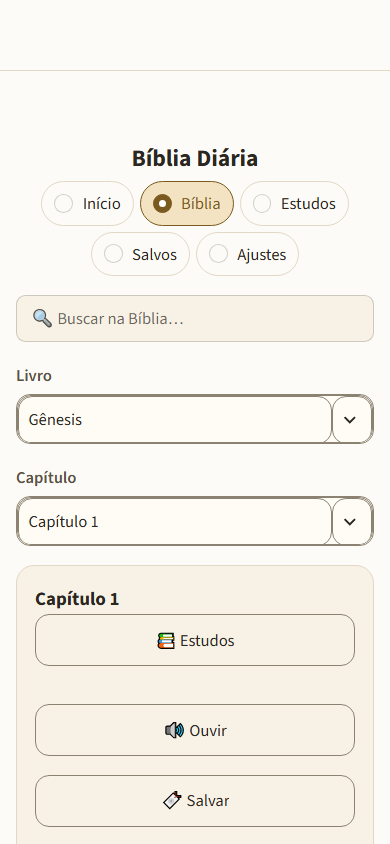 Bíblia Diária
Início Bíblia Estudos
Salvos Ajustes
🔍 Buscar na Bíblia…
Livro
Gênesis
Capítulo
Capítulo 1
Capítulo 1
📚 Estudos
🔊 Ouvir
🔖 Salvar